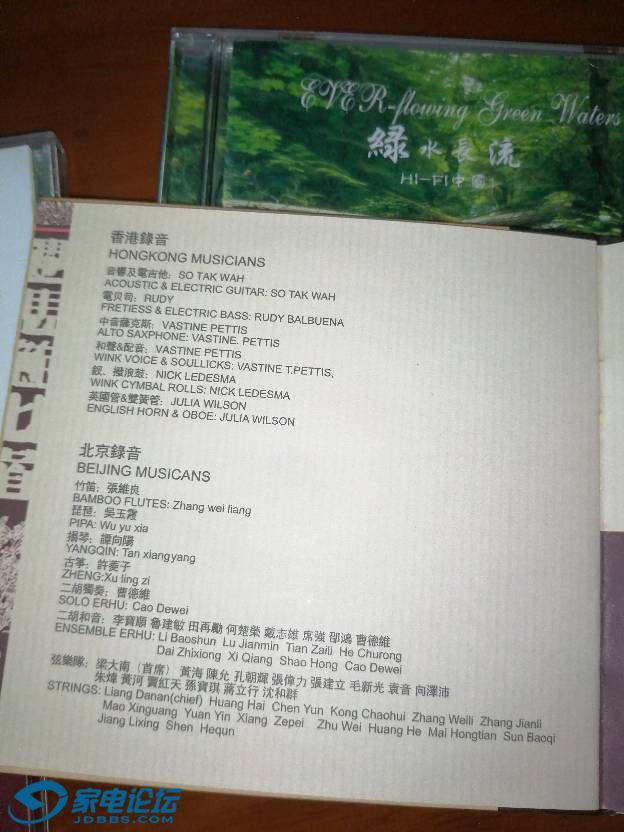 EVER-flowing Green Waters
綠水長流
HI-FI中國
香港錄音
HONGKONG MUSICIANS
音響及電吉他: SO TAK WAH
ACOUSTIC & ELECTRIC GUITAR: SO TAK WAH
電贝司: RUDY
FRETlESS & ELECTRIC BASS: RUDY BALBUENA
中音薩克斯: VASTINE PETTIS
ALTO SAXPHONE: VASTINE. PETTIS
和聲&配音: VASTINE PETTIS
WINK VOICE & SOULLICKS: VASTINE T.PETTIS,
鈸、撥浪鼓: NICK LEDESMA
WINK CYMBAL ROLLS: NICK LEDESMA
英國管&雙簧管: JULIA WILSON
ENGLISH HORN & OBOE: JULIA WILSON
北京錄音
BEIJING MUSICANS
竹笛: 張維良
BAMBOO FLUTES: Zhang wei liang
琵琶: 吳玉霞
PIPA: Wu yu xia
揚琴: 譚向陽
YANGQIN: Tan xiangyang
古箏: 許菱子
ZHENG:Xu ling zi
二胡獨奏: 曹德維
SOLO ERHU: Cao Dewei
二胡和音: 李寶順 魯建敏 田再勵 何楚榮 戴志雄 席強 邵鴻 曹德維
ENSEMBLE ERHU: Li Baoshun Lu Jianmin Tian Zaili He Churong
Dai Zhixiong Xi Qiang Shao Hong Cao Dewei
弦樂隊: 梁大南（首席） 黃海 陳允 孔朝輝 張偉力 張建立 毛新光 袁音 向澤沛
朱煒 黃河 賈紅天 孫寶琪 蔣立行 沈和群
STRINGS: Liang Danan(chief) Huang Hai Chen Yun Kong Chaohui Zhang Weili Zhang Jianli
Mao Xinguang Yuan Yin Xiang Zepei Zhu Wei Huang He Mai Hongtian Sun Baoqi
Jiang Lixing Shen Hequn
家电论坛
JDBBS.COM